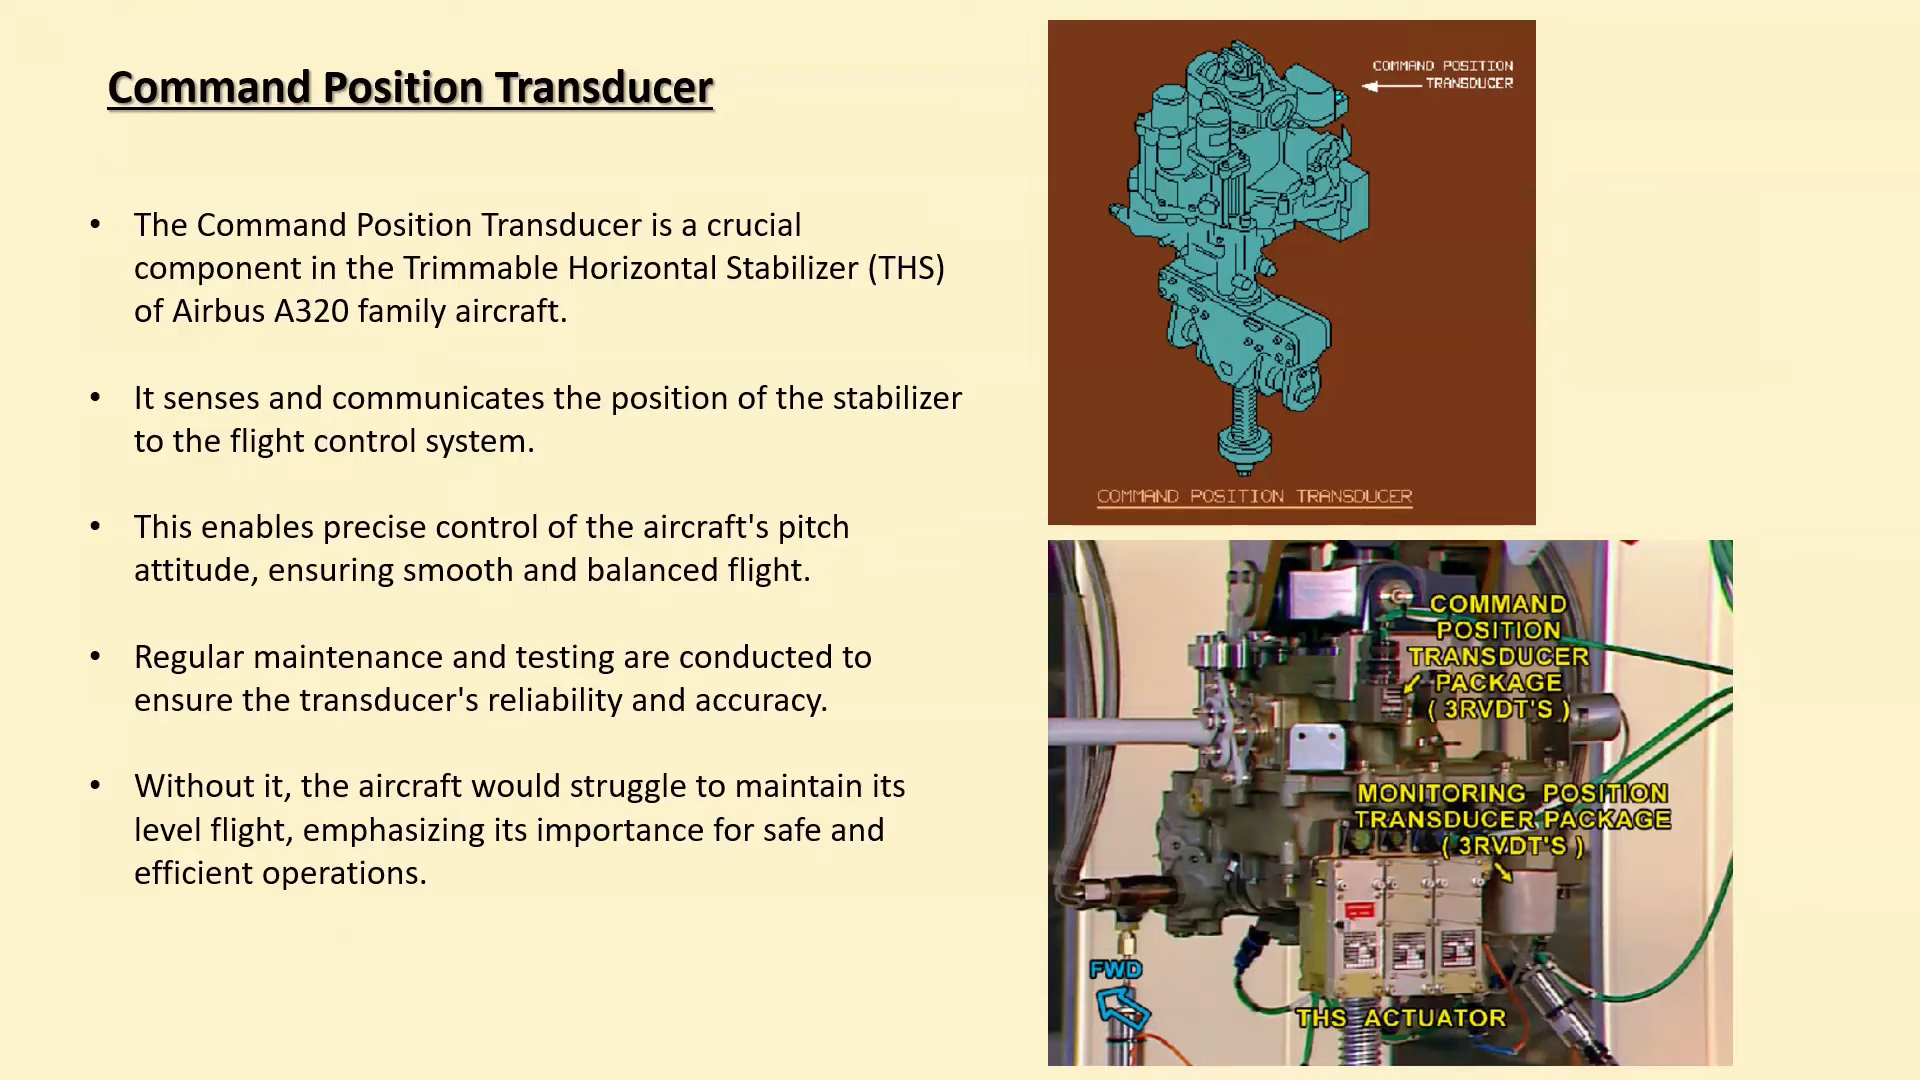 Command Position Transducer
• The Command Position Transducer is a crucial
component in the Trimmable Horizontal Stabilizer (THS)
of Airbus A320 family aircraft.
• It senses and communicates the position of the stabilizer
to the flight control system.
• This enables precise control of the aircraft's pitch
attitude, ensuring smooth and balanced flight.
• Regular maintenance and testing are conducted to
ensure the transducer's reliability and accuracy.
• Without it, the aircraft would struggle to maintain its
level flight, emphasizing its importance for safe and
efficient operations.
COMMAND POSITION
TRANSDUCER
COMMAND POSITION TRANSDUCER
COMMAND
POSITION
TRANSDUCER
PACKAGE
( 3RVDT'S )
MONITORING POSITION
TRANSDUCER PACKAGE
( 3RVDT'S )
FWD
THS ACTUATOR